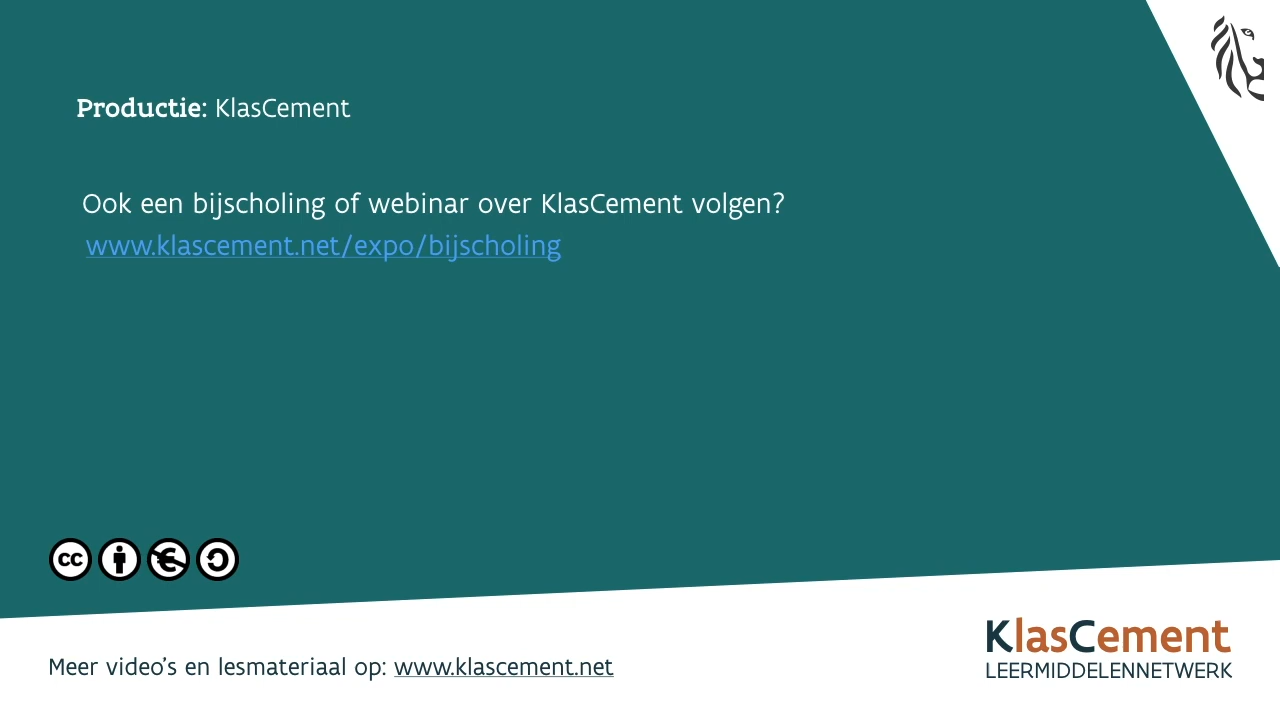 Productie: KlasCement
Ook een bijscholing of webinar over KlasCement volgen?
www.klascement.net/expo/bijscholing
cc
Meer video's en lesmateriaal op: www.klascement.net
KlasCement
LEERMIDDELENNETWERK